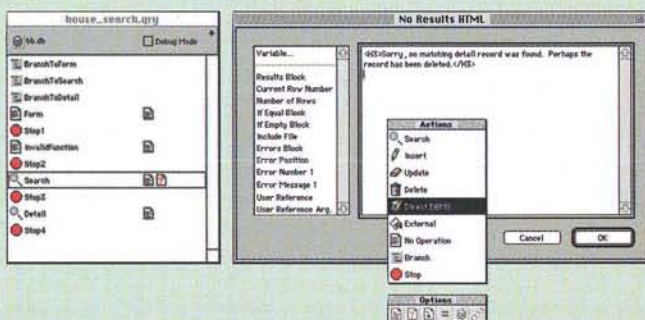 house_search.qry
bb.db
Debug Mode
BranchToForm
BranchToSearch
BranchToDetail
Form
Stop1
InvalidFunction
Stop2
Search
Stop3
Detail
Stop4
No Results HTML
Variable...
Results Block
Current Row Number
Number of Rows
If Equal Block
If Empty Block
Include File
Errors Block
Error Position
Error Number 1
Error Message 1
User Reference
User Reference Arg.
<H3>Sorry, no matching detail record was found. Perhaps the
record has been deleted.</H3>
Actions
Search
Insert
Update
Delete
Direct DBMS
External
No Operation
Branch
Stop
Cancel
OK
Options